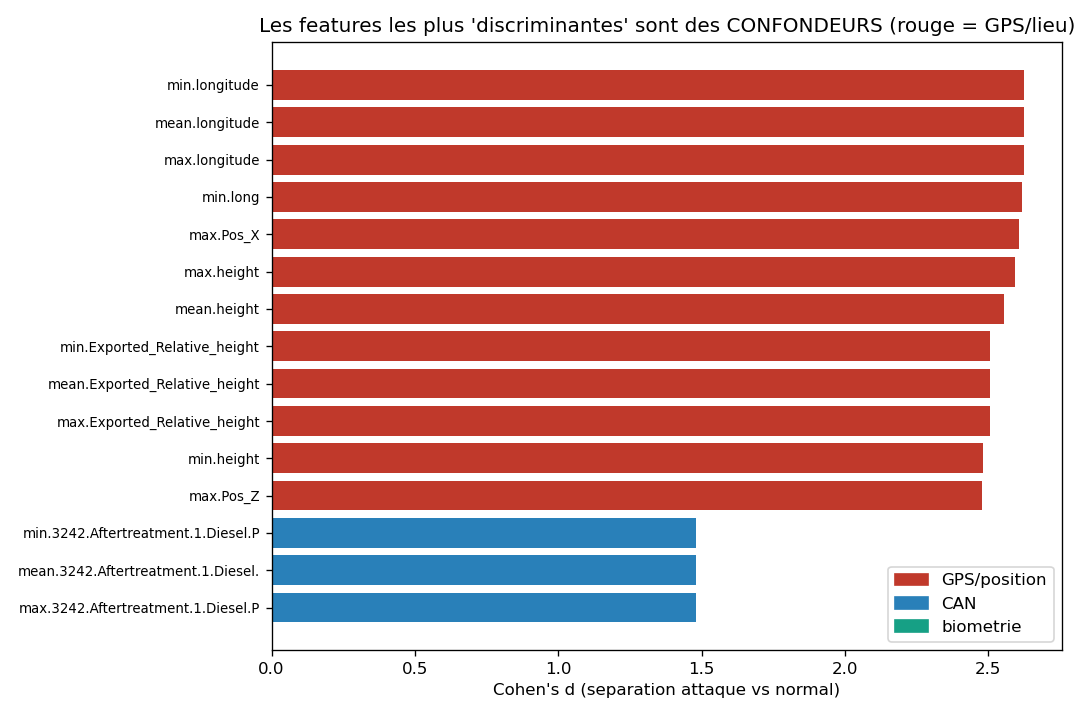 Les features les plus 'discriminantes' sont des CONFONDEURS (rouge = GPS/lieu)
min.longitude
mean.longitude
max.longitude
min.long
max.Pos_X
max.height
mean.height
min.Exported_Relative_height
mean.Exported_Relative_height
max.Exported_Relative_height
min.height
max.Pos_Z
min.3242.Aftertreatment.1.Diesel.P
mean.3242.Aftertreatment.1.Diesel.
max.3242.Aftertreatment.1.Diesel.P
GPS/position
CAN
biometrie
0.0 0.5 1.0 1.5 2.0 2.5
Cohen's d (separation attaque vs normal)